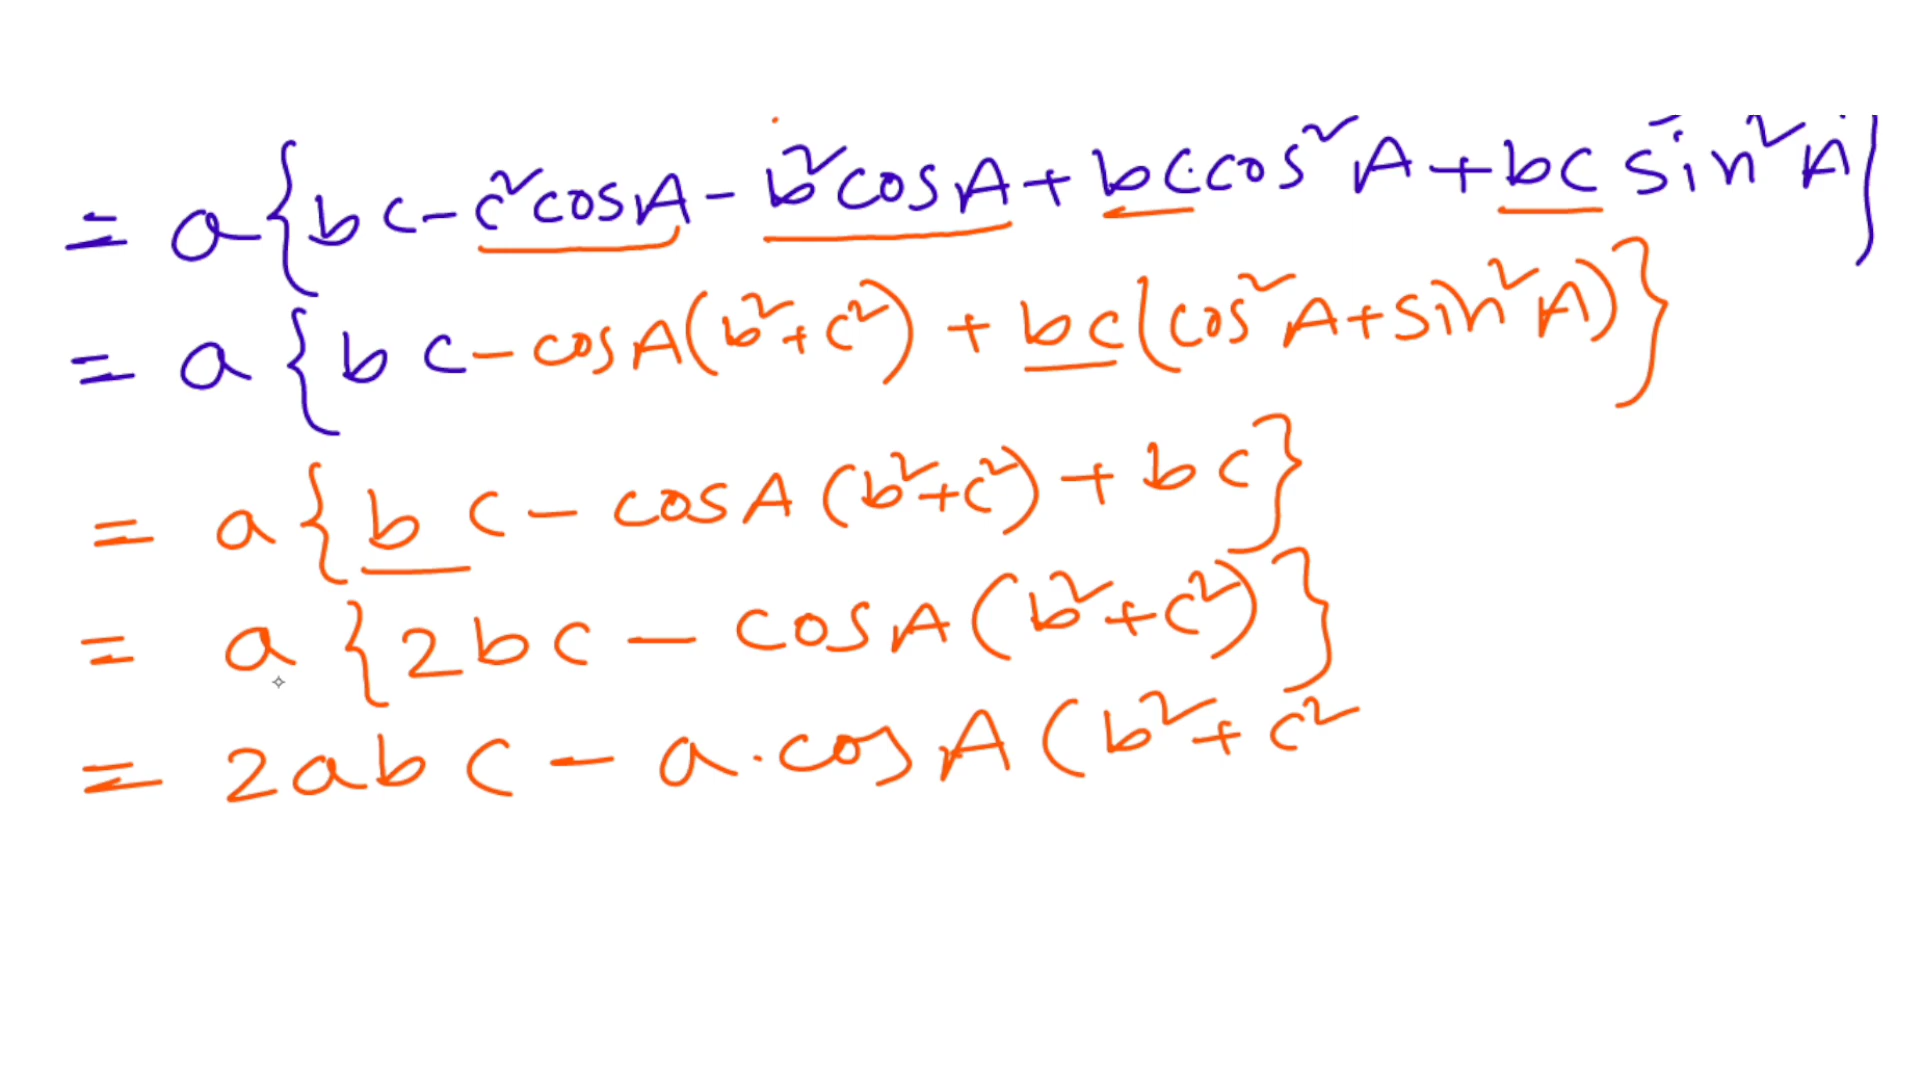 = a{bc - c²cosA - b²cosA + bc cos²A + bc sin²A}
= a{bc - cosA(b²+c²) + bc(cos²A + sin²A)}
= a{bc - cosA(b²+c²) + bc}
= a{2bc - cosA(b²+c²)}
= 2abc - a.cosA(b²+c²